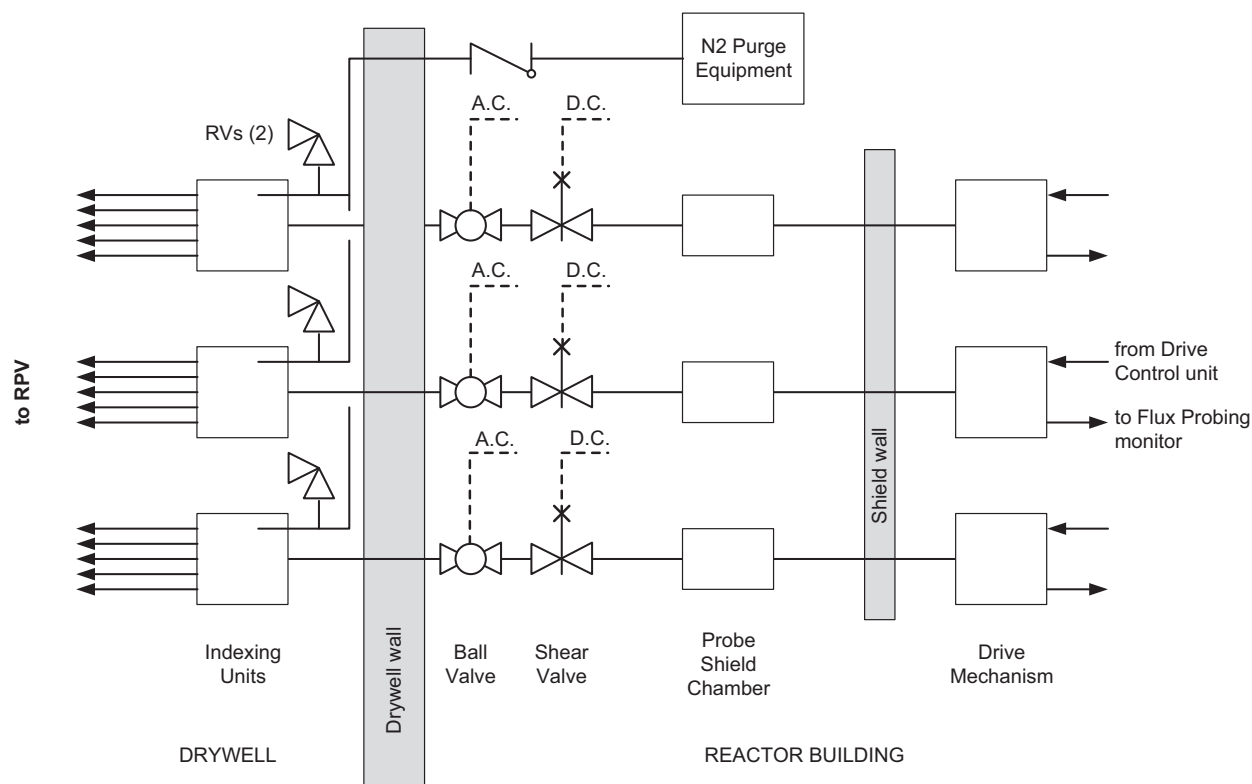 N2 Purge
Equipment
A.C.
D.C.
RVs (2)
A.C.
D.C.
to RPV
from Drive
Control unit
to Flux Probing
monitor
A.C.
D.C.
Shield wall
Drywell wall
Indexing
Units
Ball
Valve
Shear
Valve
Probe
Shield
Chamber
Drive
Mechanism
DRYWELL
REACTOR BUILDING